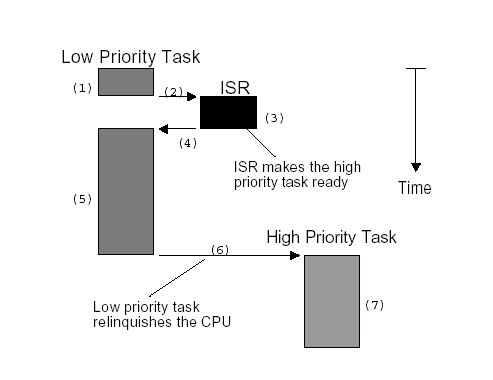 Low Priority Task
(1)
(2)
ISR
(3)
(4)
ISR makes the high
priority task ready
Time
(5)
High Priority Task
(6)
Low priority task
relinquishes the CPU
(7)